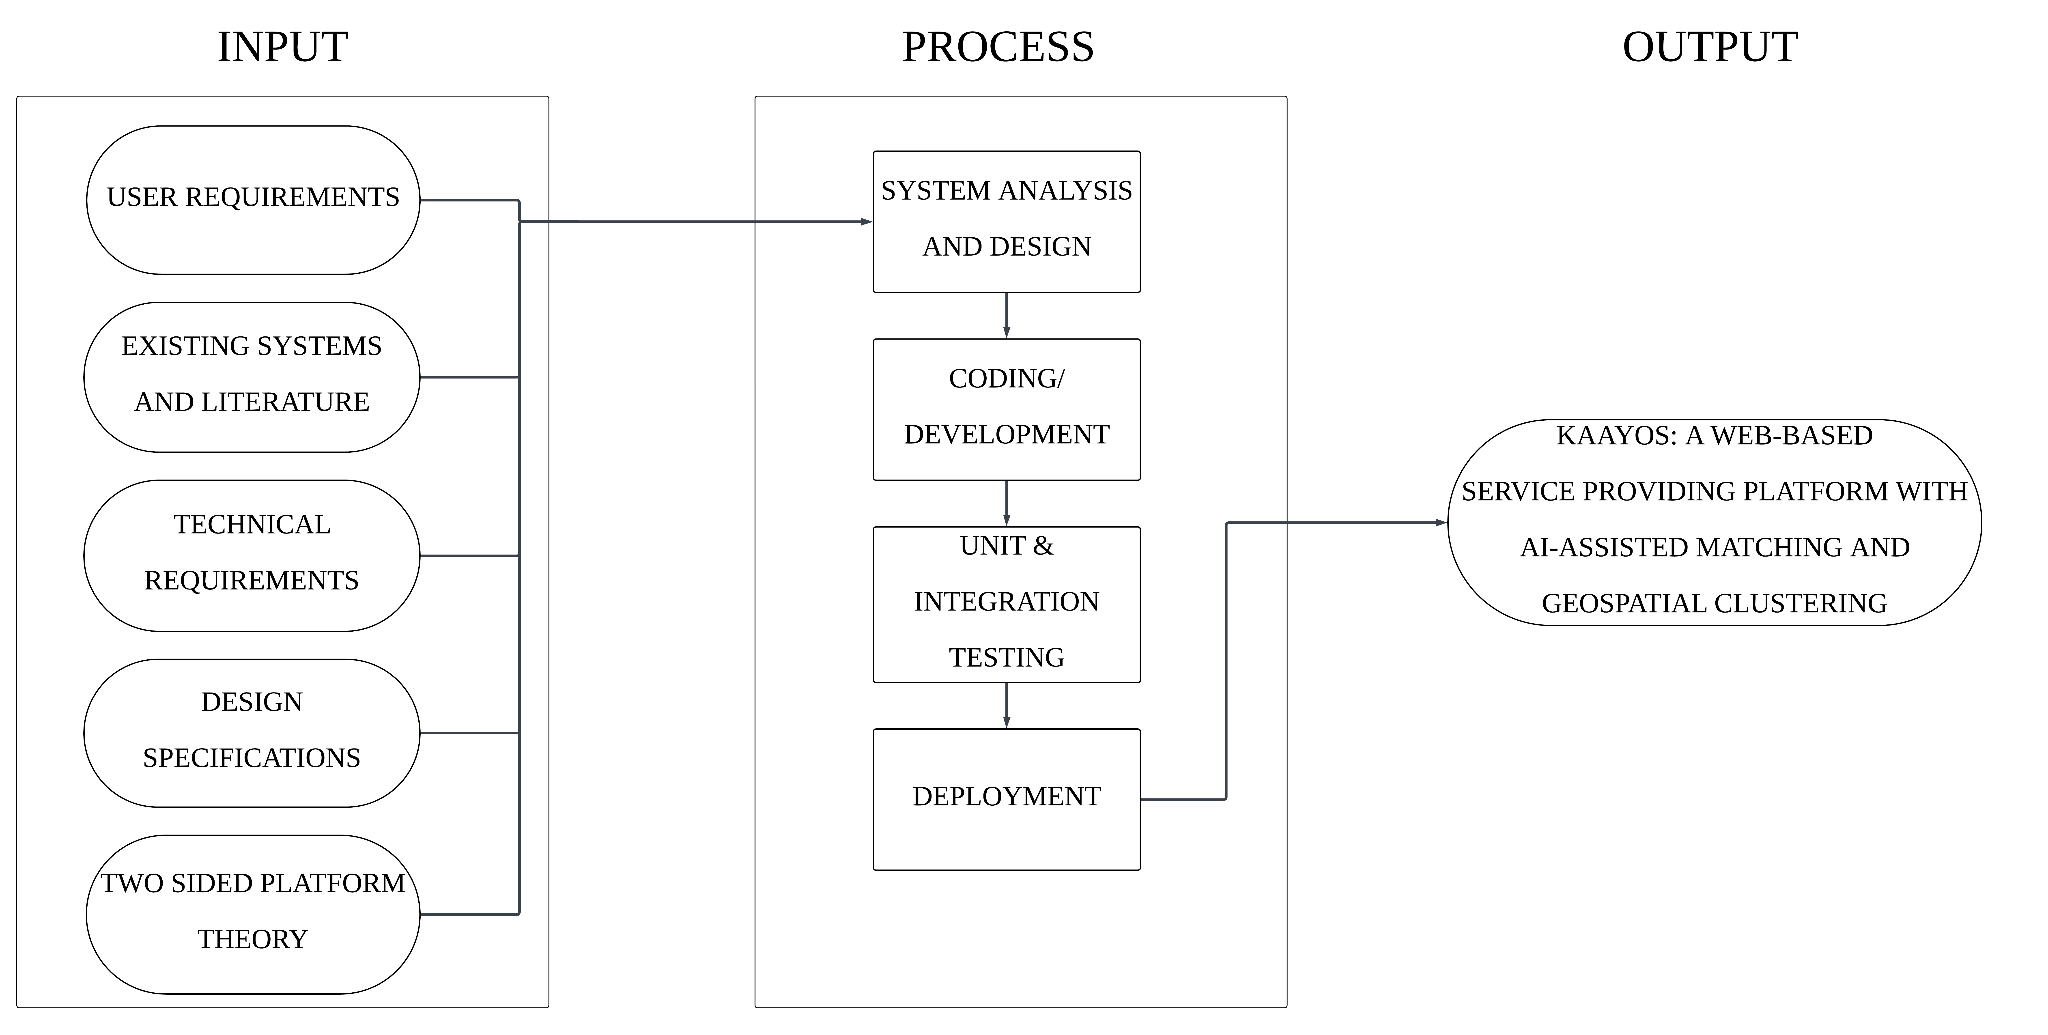 INPUT
PROCESS
OUTPUT
USER REQUIREMENTS
EXISTING SYSTEMS
AND LITERATURE
TECHNICAL
REQUIREMENTS
DESIGN
SPECIFICATIONS
TWO SIDED PLATFORM
THEORY
SYSTEM ANALYSIS
AND DESIGN
CODING/
DEVELOPMENT
UNIT &
INTEGRATION
TESTING
DEPLOYMENT
KAAYOS: A WEB-BASED
SERVICE PROVIDING PLATFORM WITH
AI-ASSISTED MATCHING AND
GEOSPATIAL CLUSTERING